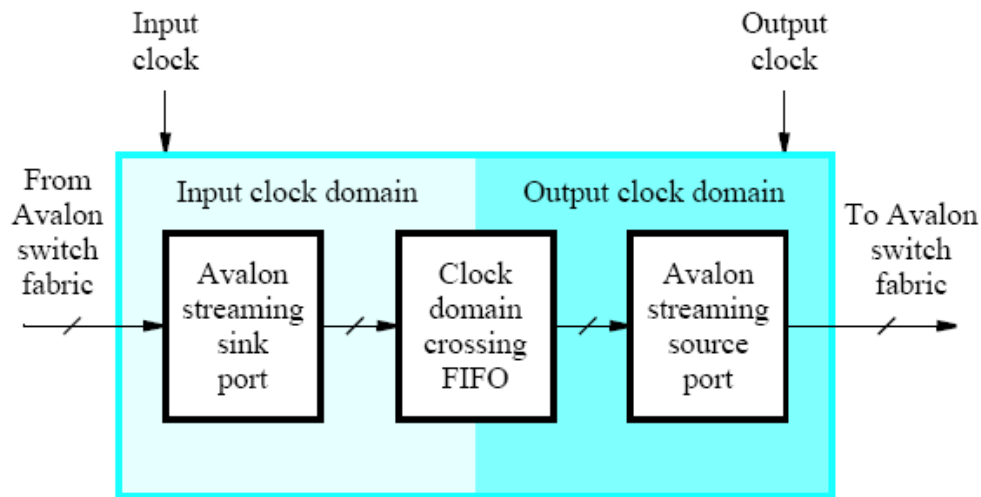 Input
clock
Output
clock
From
Avalon
switch
fabric
Input clock domain
Output clock domain
To Avalon
switch
fabric
Avalon
streaming
sink
port
Clock
domain
crossing
FIFO
Avalon
streaming
source
port